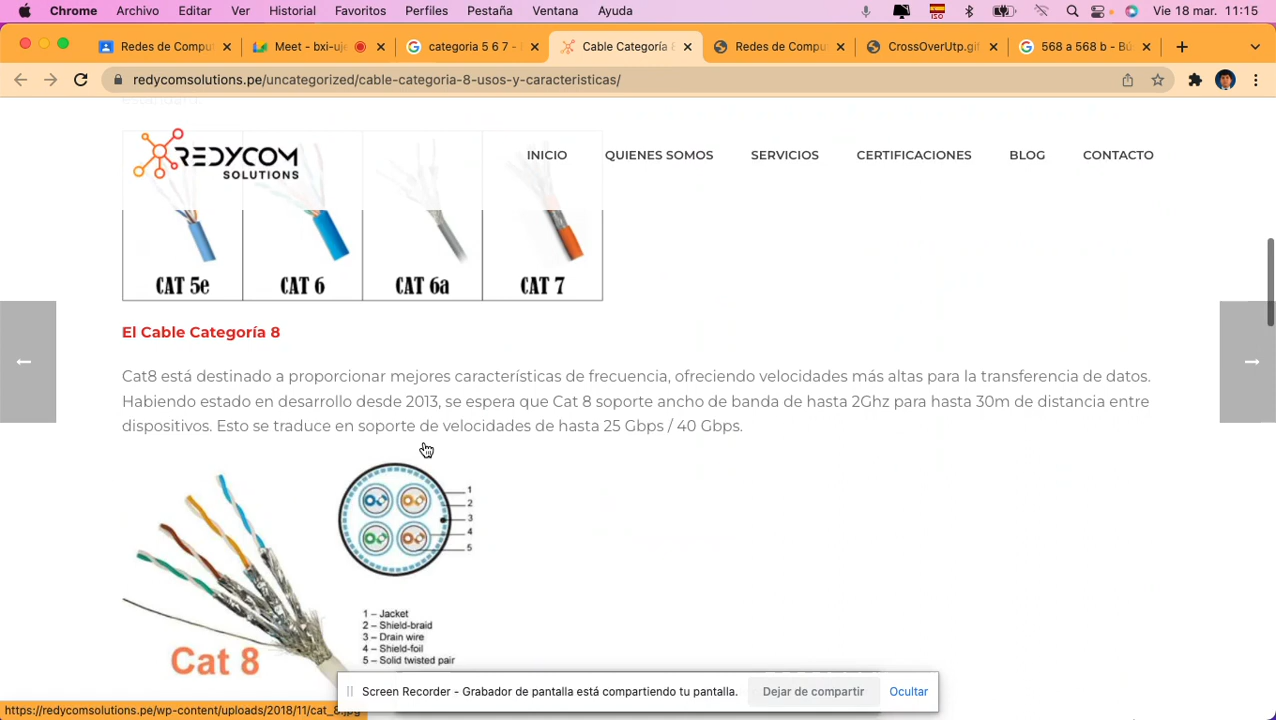 Chrome Archivo Editar Ver Historial Favoritos Perfiles Pestaña Ventana Ayuda ISO Vie 18 mar. 11:15
Redes de Compu Meet - bxi-uj categoria 5 6 7 - Cable Categoría 8 Redes de Compu CrossOverUtp.gi 568 a 568 b - Bú
redycomsolutions.pe/uncategorized/cable-categoria-8-usos-y-caracteristicas/
REDYCOM
SOLUTIONS
INICIO QUIENES SOMOS SERVICIOS CERTIFICACIONES BLOG CONTACTO
CAT 5e CAT 6 CAT 6a CAT 7
El Cable Categoría 8
Cat8 está destinado a proporcionar mejores características de frecuencia, ofreciendo velocidades más altas para la transferencia de datos.
Habiendo estado en desarrollo desde 2013, se espera que Cat 8 soporte ancho de banda de hasta 2Ghz para hasta 30m de distancia entre
dispositivos. Esto se traduce en soporte de velocidades de hasta 25 Gbps / 40 Gbps.
1
2
3
4
5
1 – Jacket
2 – Shield-braid
3 – Drain wire
4 – Shield-foil
5 – Solid twisted pair
Cat 8
Screen Recorder - Grabador de pantalla está compartiendo tu pantalla. Dejar de compartir Ocultar
https://redycomsolutions.pe/wp-content/uploads/2018/11/cat_8.jpg